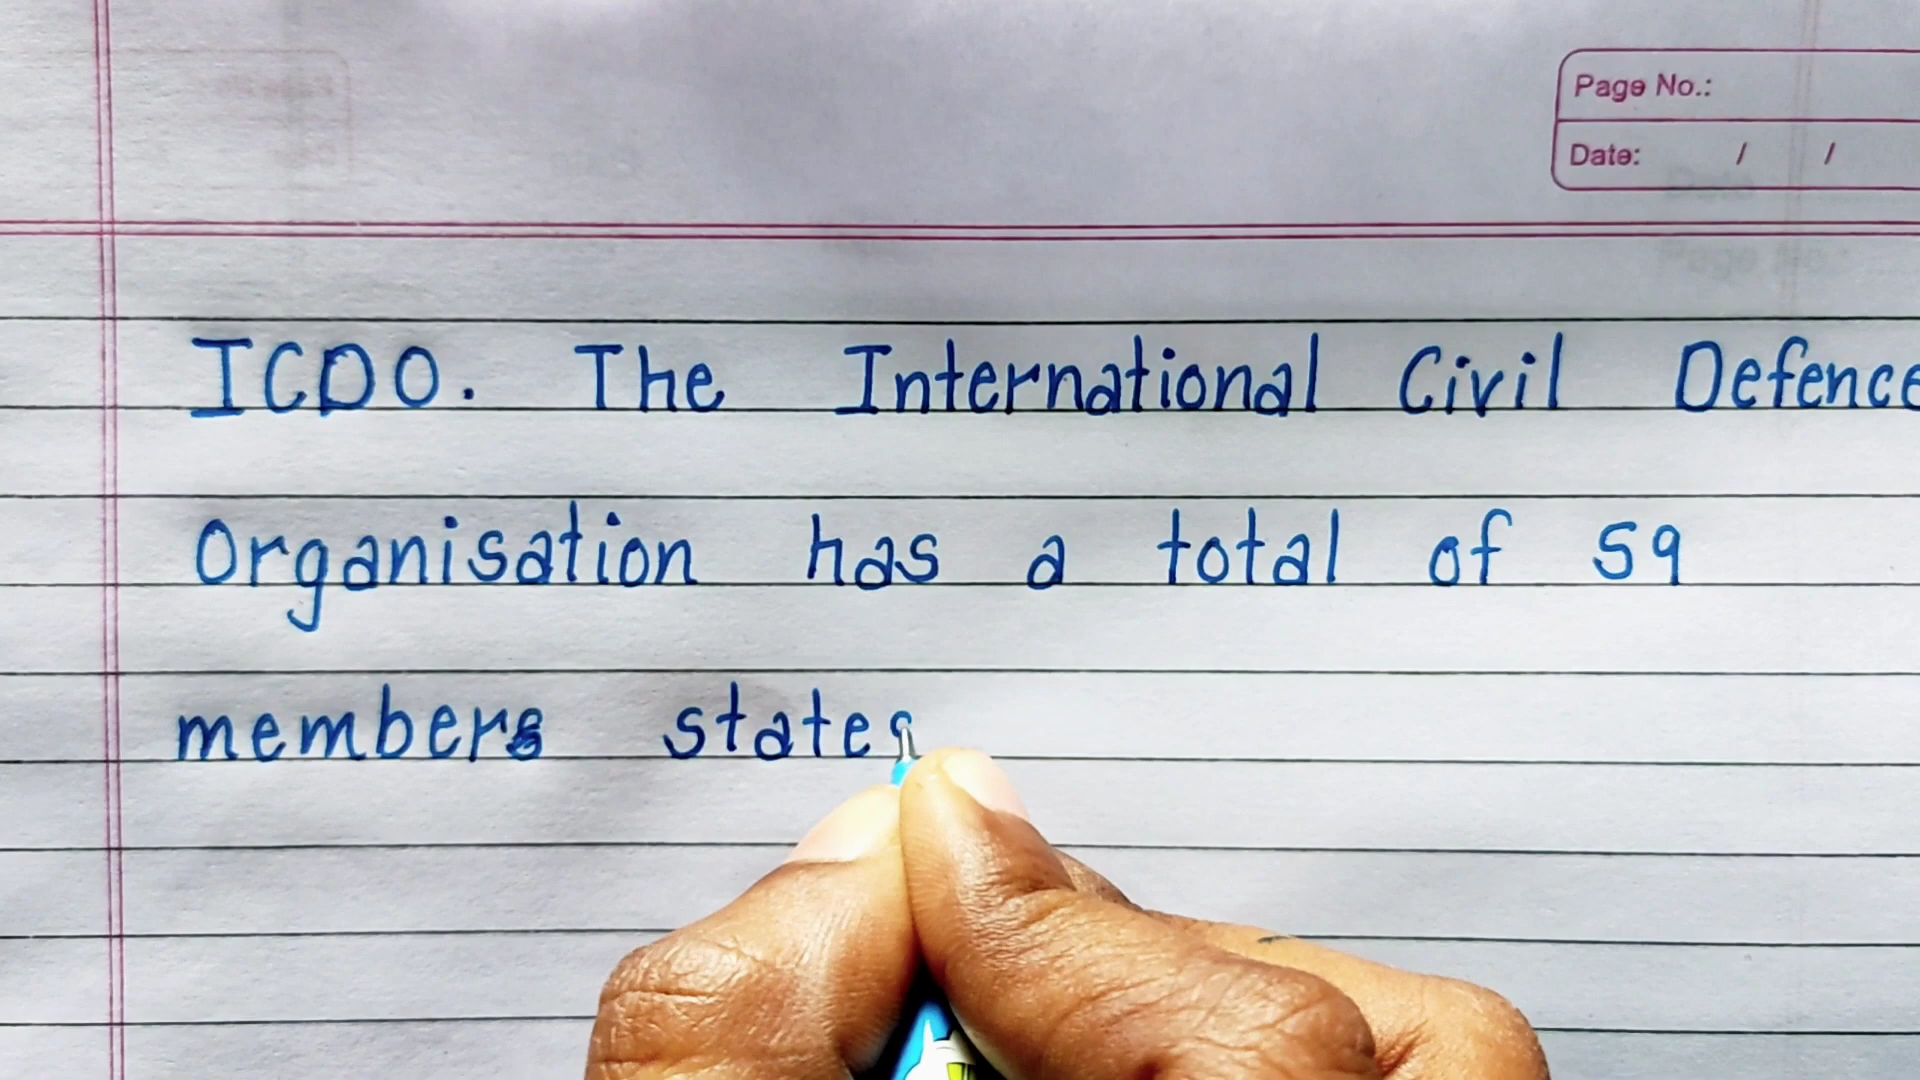 Page No.:
Date: / /
ICDO. The International Civil Defence
Organisation has a total of 59
members states